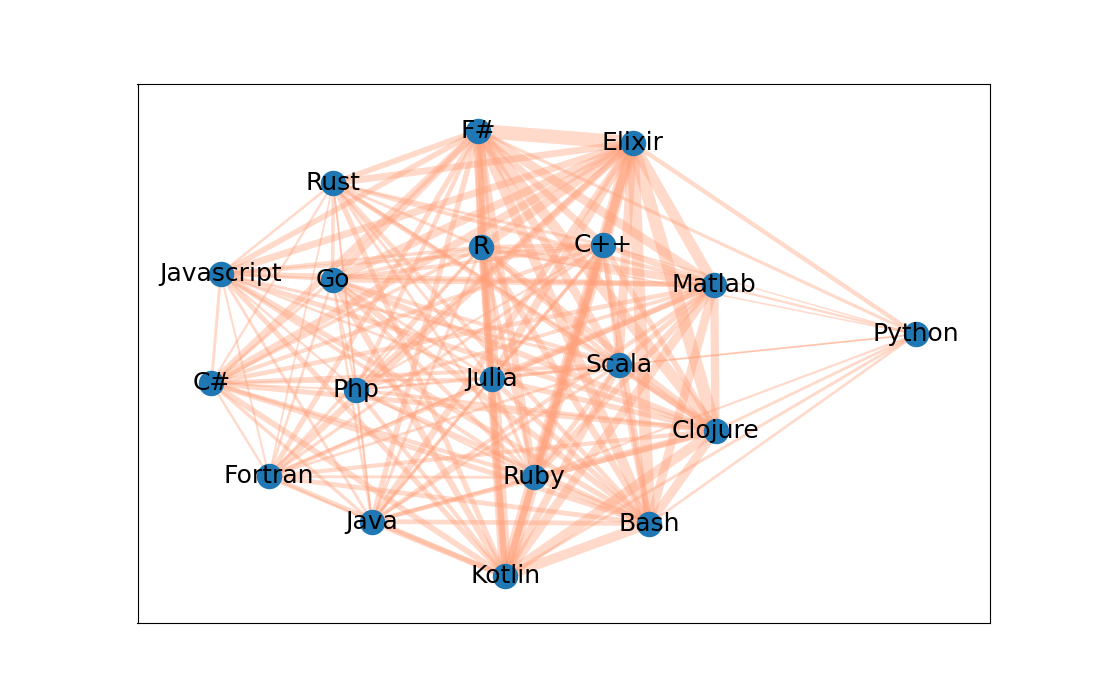 F#
Elixir
Rust
R
C++
Javascript
Go
Matlab
Python
Scala
C#
Php
Julia
Clojure
Fortran
Ruby
Java
Bash
Kotlin